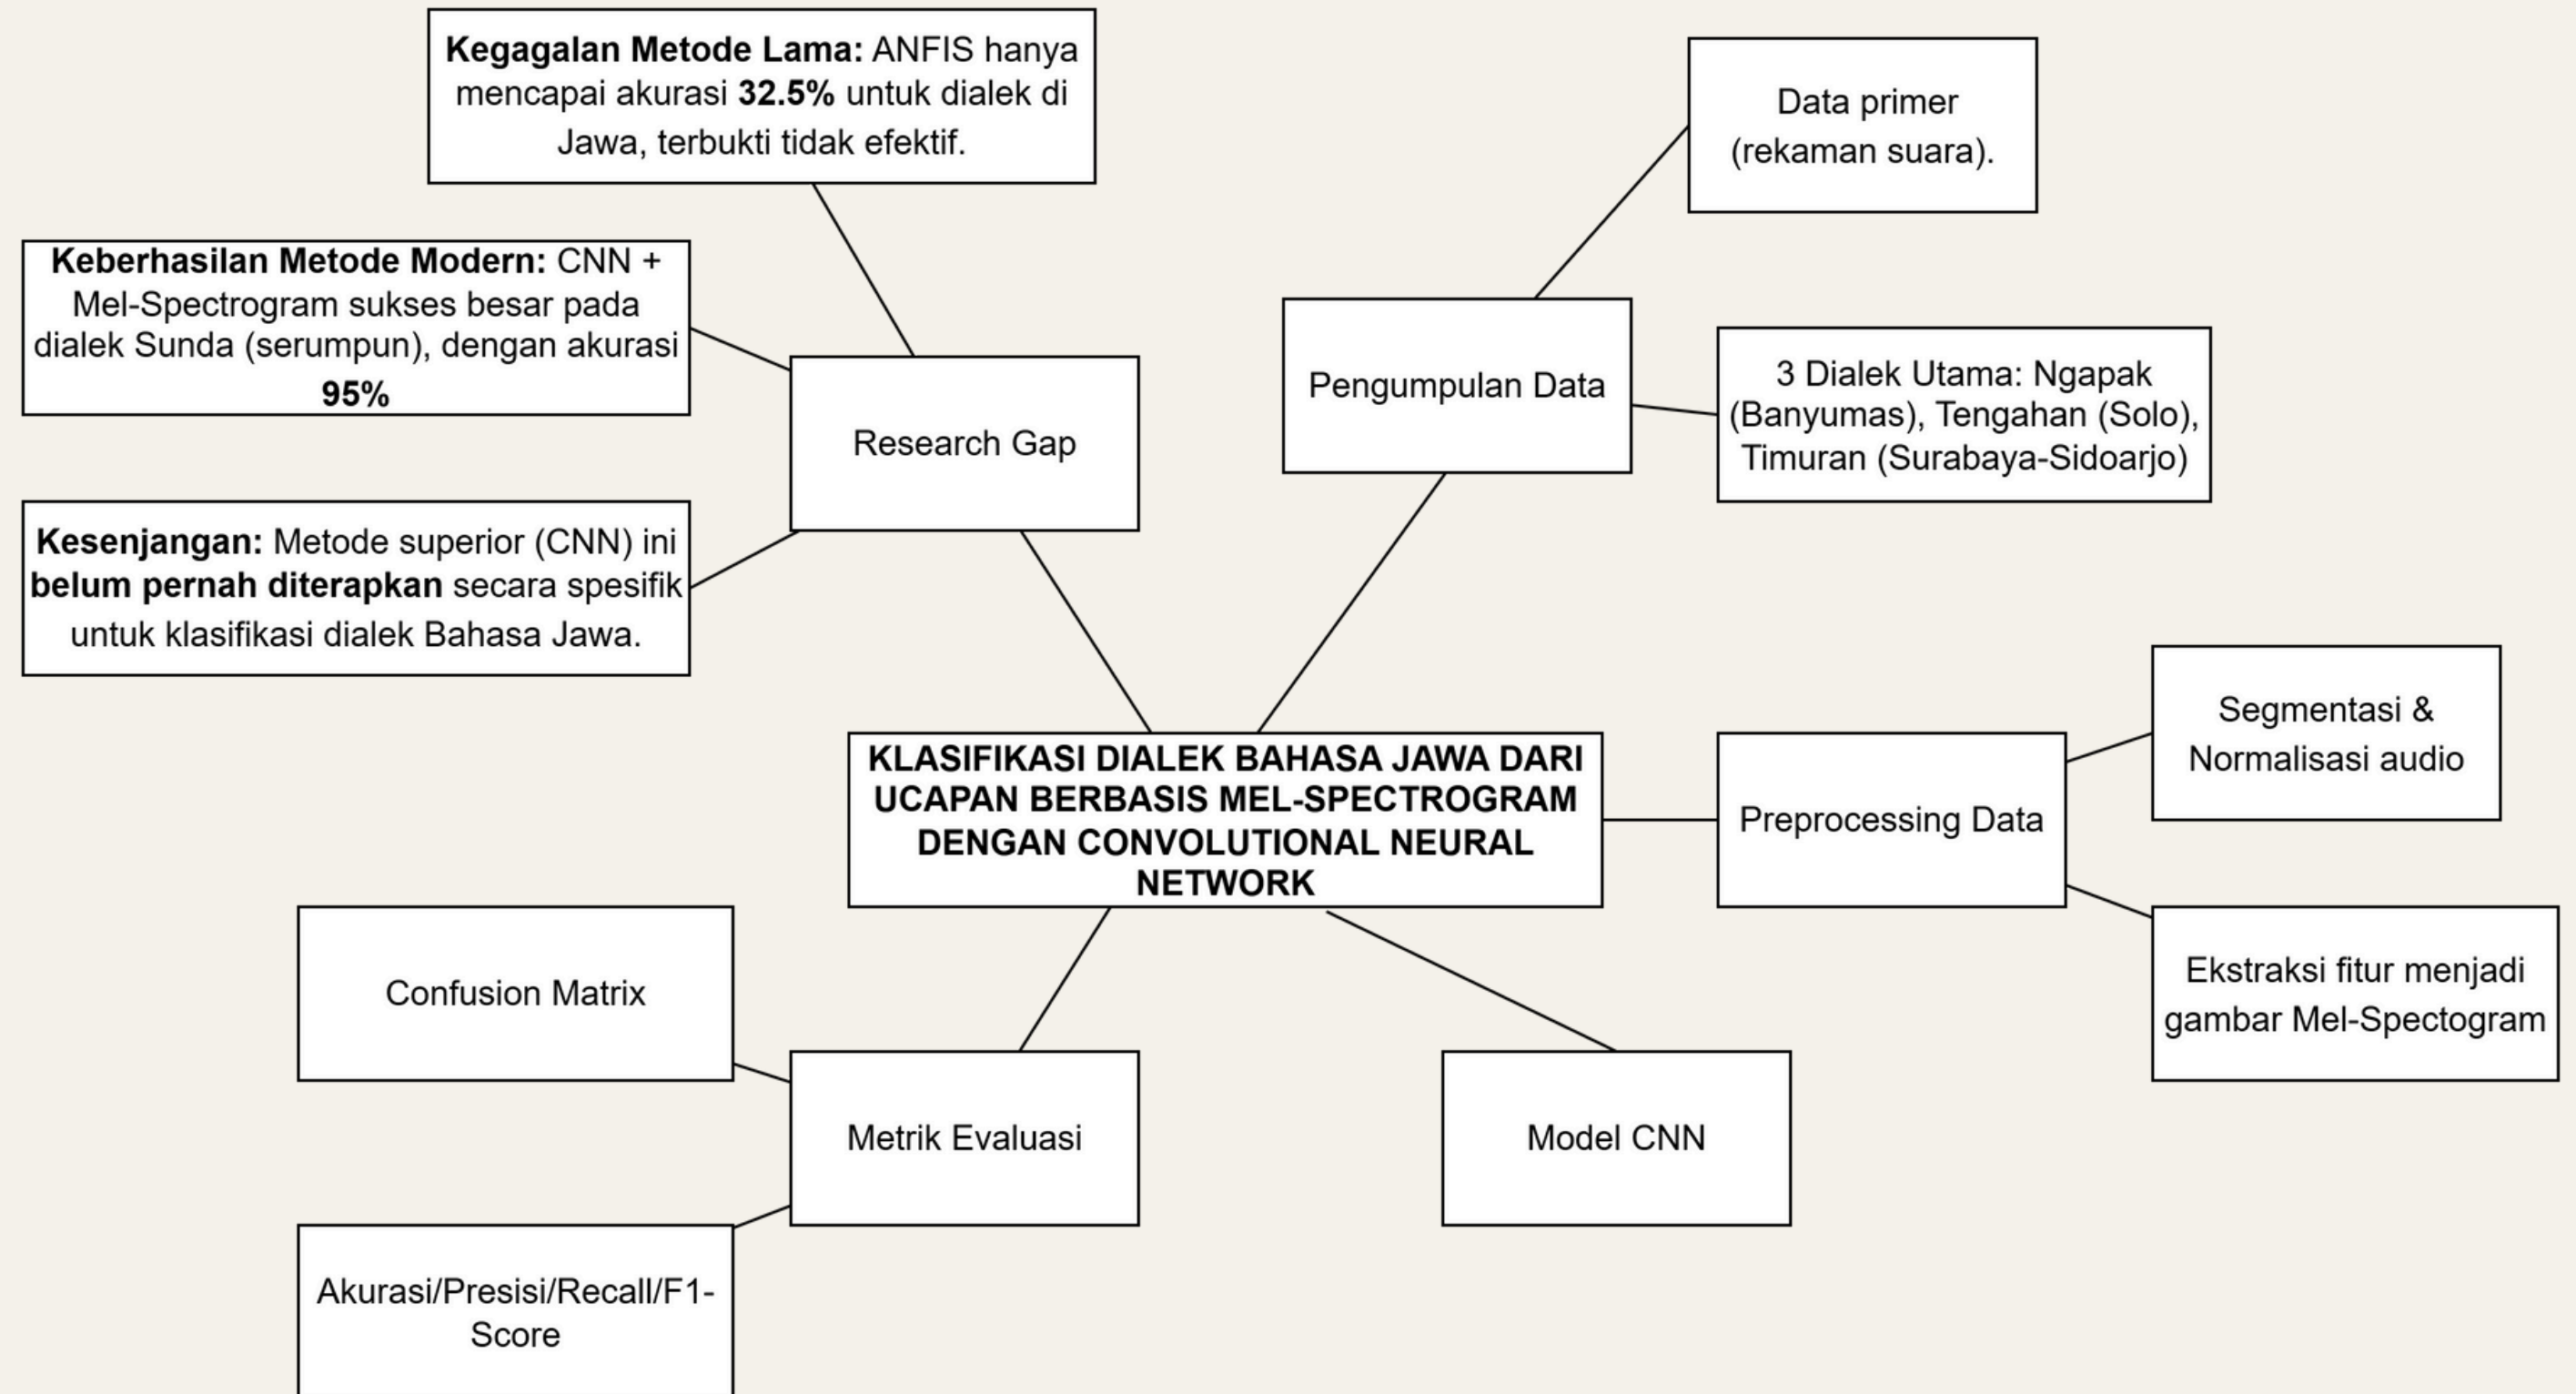 Kegagalan Metode Lama: ANFIS hanya
mencapai akurasi 32.5% untuk dialek di
Jawa, terbukti tidak efektif.
Keberhasilan Metode Modern: CNN +
Mel-Spectrogram sukses besar pada
dialek Sunda (serumpun), dengan akurasi
95%
Kesenjangan: Metode superior (CNN) ini
belum pernah diterapkan secara spesifik
untuk klasifikasi dialek Bahasa Jawa.
Research Gap
Data primer
(rekaman suara).
Pengumpulan Data
3 Dialek Utama: Ngapak
(Banyumas), Tengahan (Solo),
Timuran (Surabaya-Sidoarjo)
KLASIFIKASI DIALEK BAHASA JAWA DARI
UCAPAN BERBASIS MEL-SPECTROGRAM
DENGAN CONVOLUTIONAL NEURAL
NETWORK
Preprocessing Data
Segmentasi &
Normalisasi audio
Ekstraksi fitur menjadi
gambar Mel-Spectogram
Confusion Matrix
Metrik Evaluasi
Akurasi/Presisi/Recall/F1-
Score
Model CNN